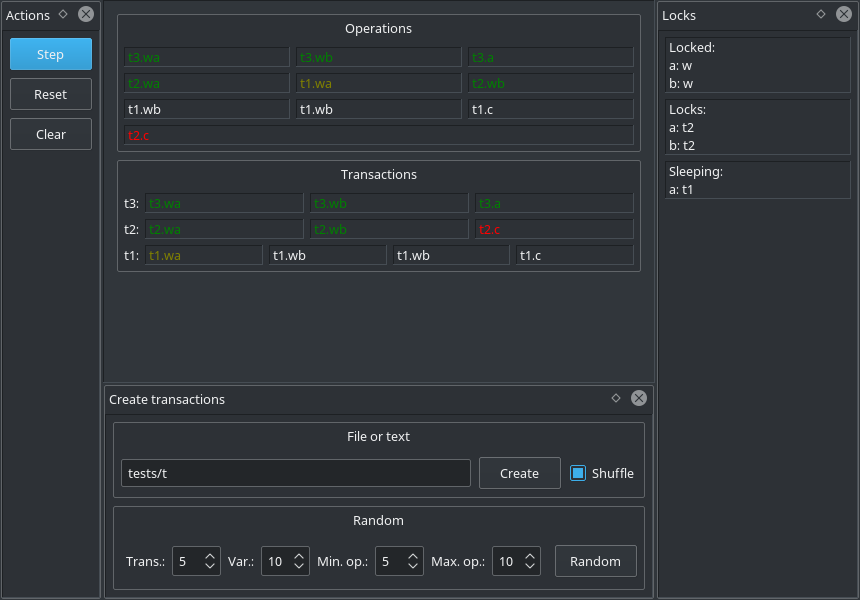 Actions
Step
Reset
Clear
Operations
t3.wa t3.wb t3.a
t2.wa t1.wa t2.wb
t1.wb t1.wb t1.c
t2.c
Transactions
t3: t3.wa t3.wb t3.a
t2: t2.wa t2.wb t2.c
t1: t1.wa t1.wb t1.wb t1.c
Create transactions
File or text
tests/t Create Shuffle
Random
Trans.: 5 Var.: 10 Min. op.: 5 Max. op.: 10 Random
Locks
Locked:
a: w
b: w
Locks:
a: t2
b: t2
Sleeping:
a: t1